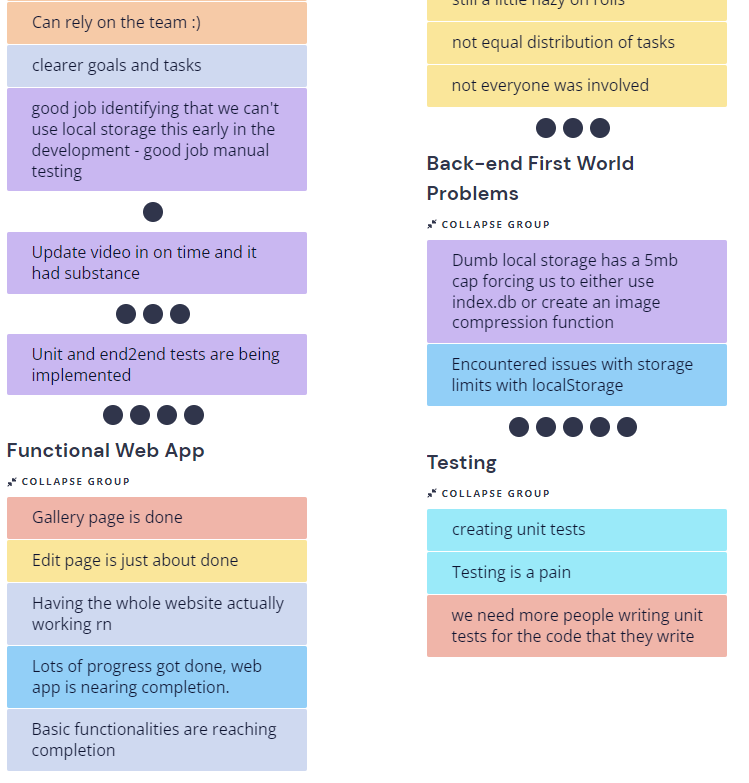 Can rely on the team :)
clearer goals and tasks
good job identifying that we can't
use local storage this early in the
development - good job manual
testing
Update video in on time and it
had substance
Unit and end2end tests are being
implemented
Functional Web App
COLLAPSE GROUP
Gallery page is done
Edit page is just about done
Having the whole website actually
working rn
Lots of progress got done, web
app is nearing completion.
Basic functionalities are reaching
completion
still a little hazy on rolls
not equal distribution of tasks
not everyone was involved
Back-end First World
Problems
COLLAPSE GROUP
Dumb local storage has a 5mb
cap forcing us to either use
index.db or create an image
compression function
Encountered issues with storage
limits with localStorage
Testing
COLLAPSE GROUP
creating unit tests
Testing is a pain
we need more people writing unit
tests for the code that they write